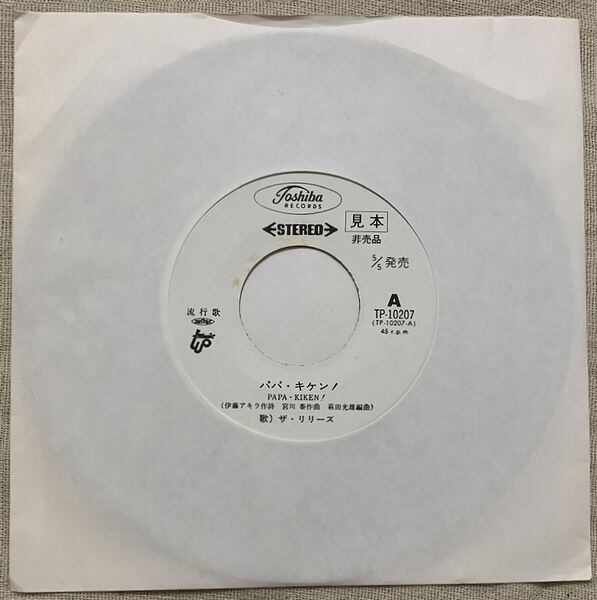 Toshiba
RECORDS
STEREO
見本
非売品
5/5 発売
A
TP-10207
(TP-10207-A)
45 r.p.m.
流行歌
パパ・キケン!
PAPA・KIKEN!
(伊藤アキラ作詩 宮川 泰作曲 萩田光雄編曲)
歌) ザ・リリーズ